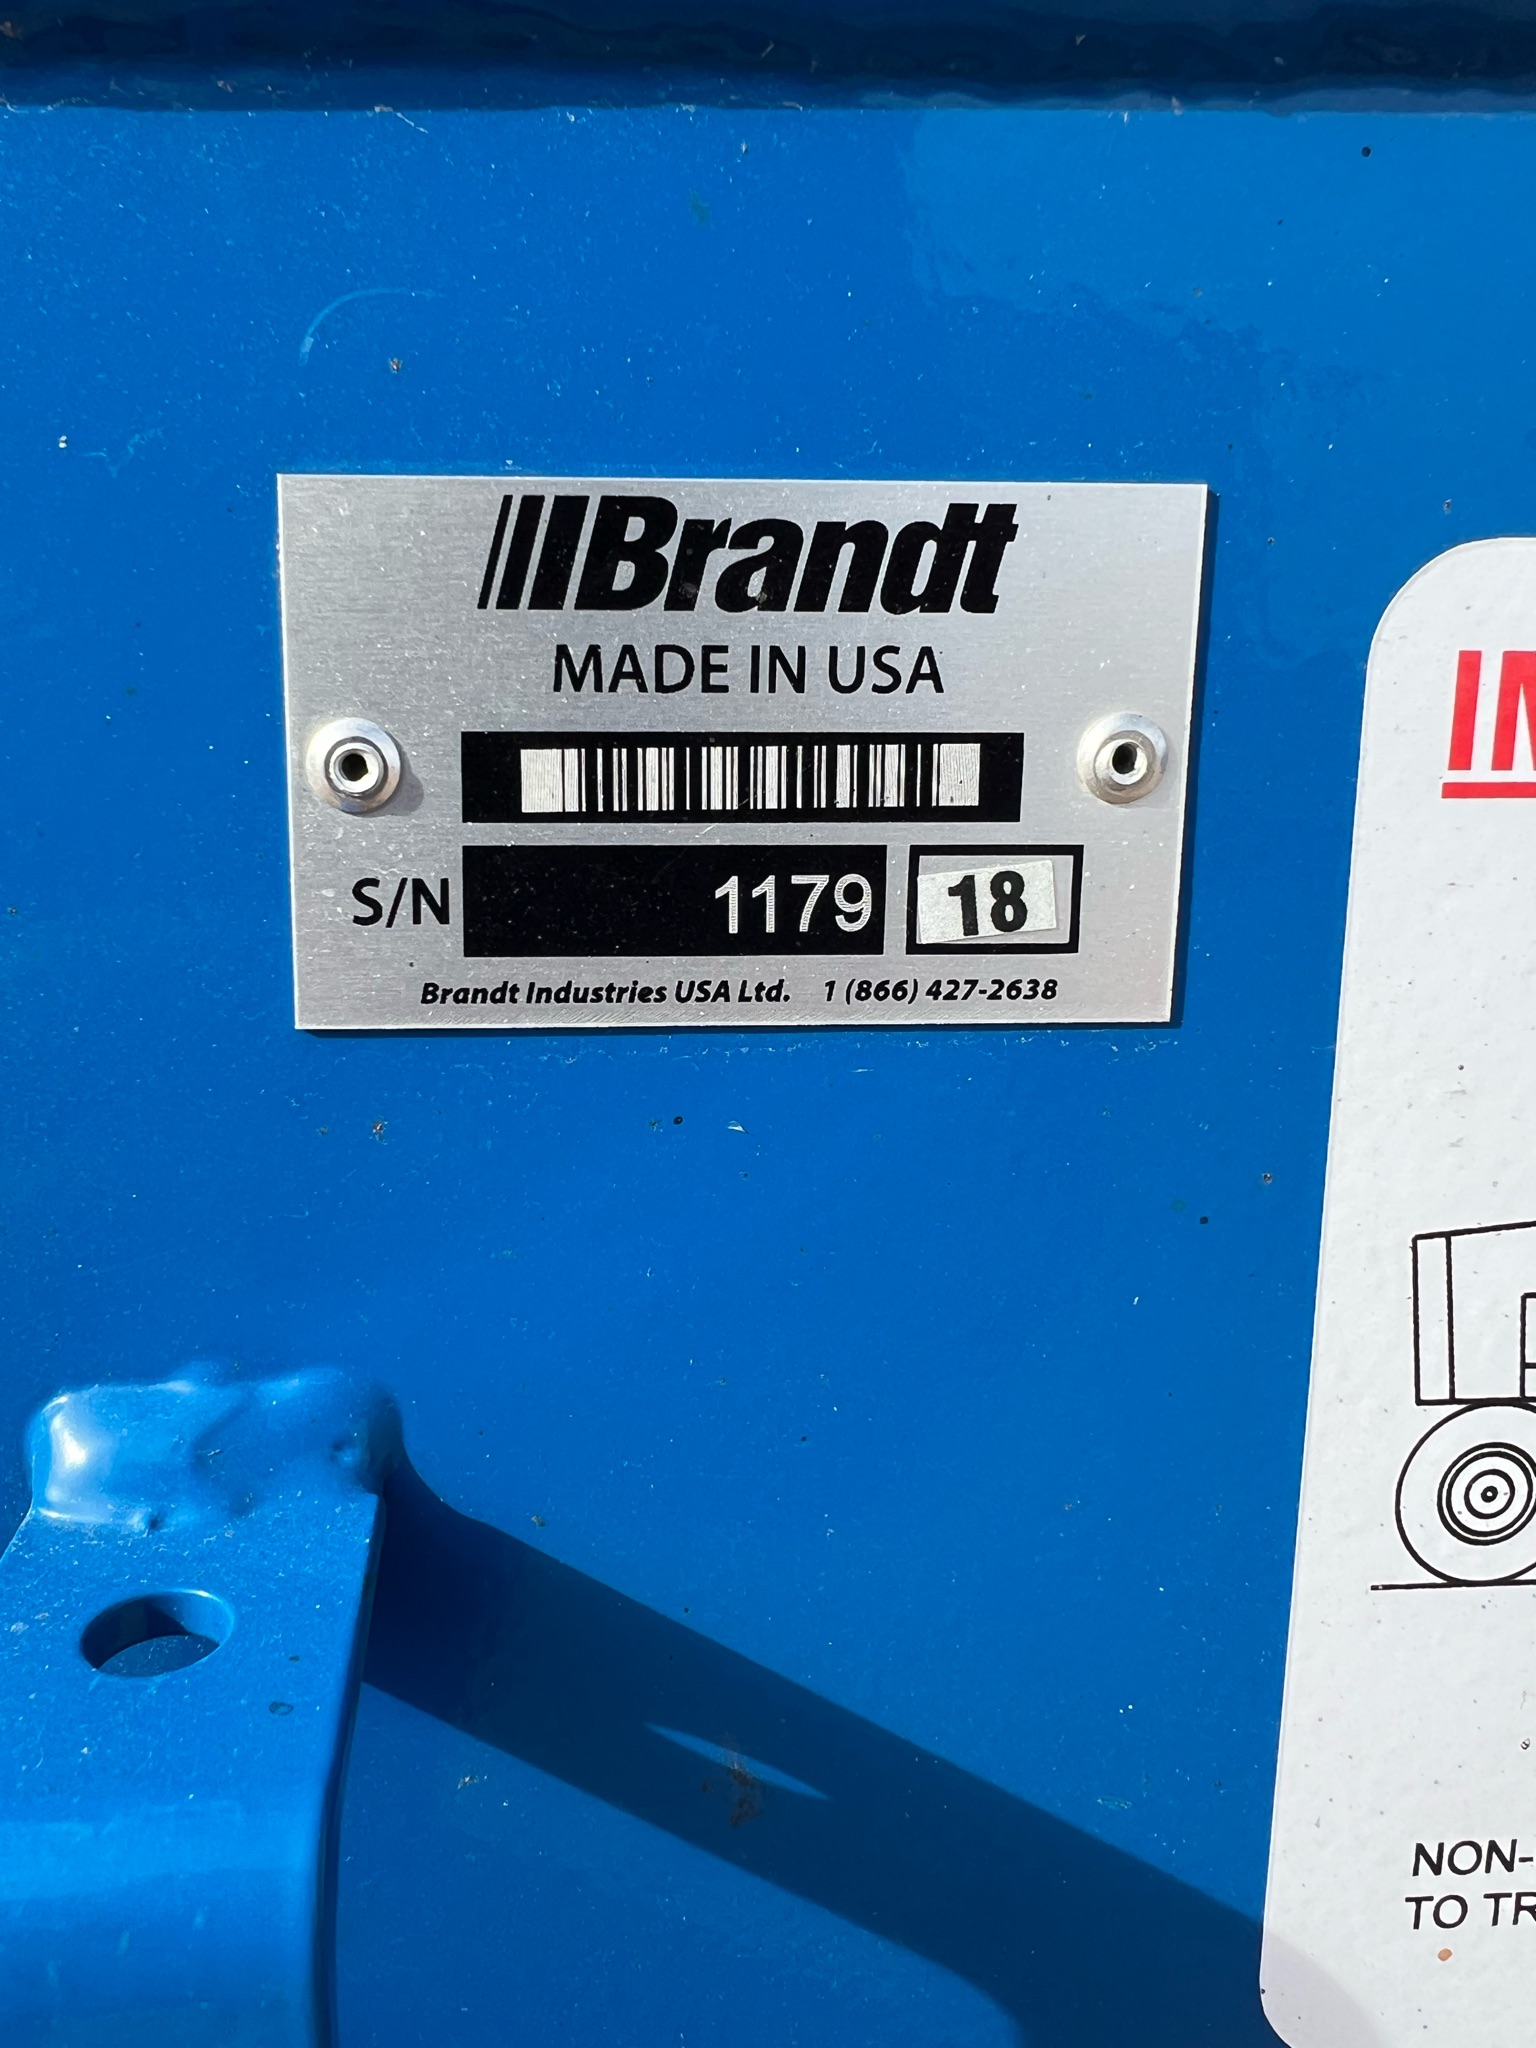 Brandt
MADE IN USA
S/N 1179 18
Brandt Industries USA Ltd. 1 (866) 427-2638
NON-
TO TR